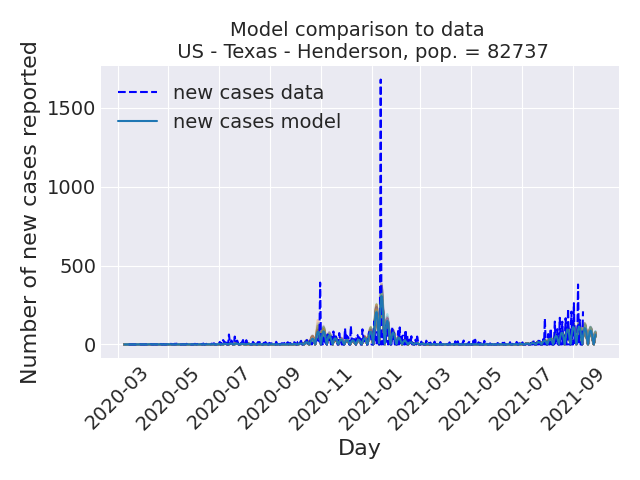 Model comparison to data
US - Texas - Henderson, pop. = 82737
Number of new cases reported
new cases data
new cases model
1500
1000
500
0
2020-03
2020-05
2020-07
2020-09
2020-11
2021-01
2021-03
2021-05
2021-07
2021-09
Day